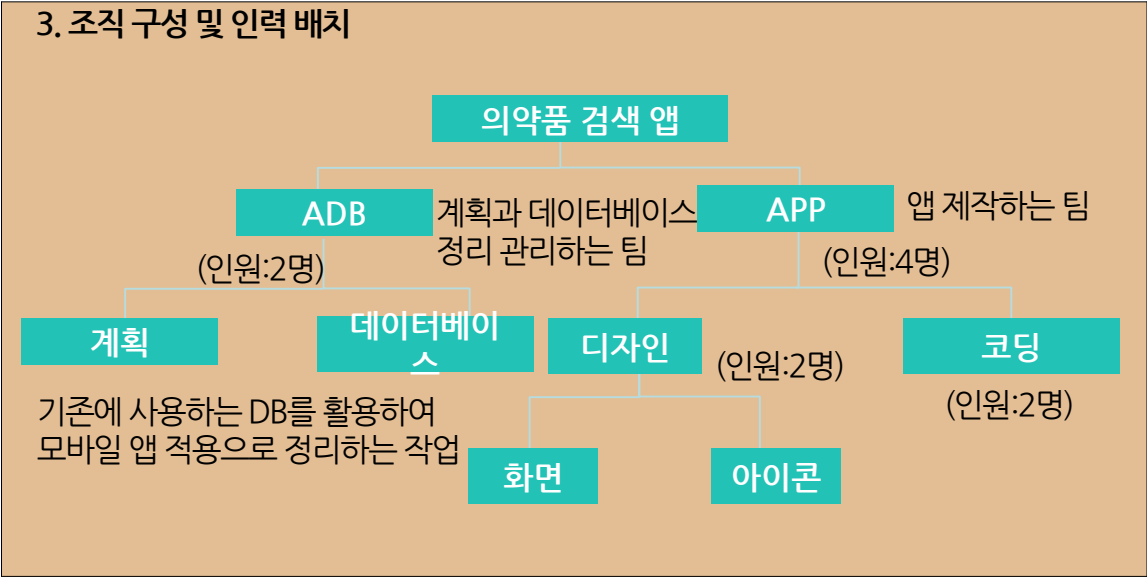 3. 조직 구성 및 인력 배치
의약품 검색 앱
ADB
계획과 데이터베이스
정리 관리하는 팀
APP
앱 제작하는 팀
(인원:2명)
(인원:4명)
계획
데이터베이
스
디자인
(인원:2명)
코딩
(인원:2명)
기존에 사용하는 DB를 활용하여
모바일 앱 적용으로 정리하는 작업
화면
아이콘